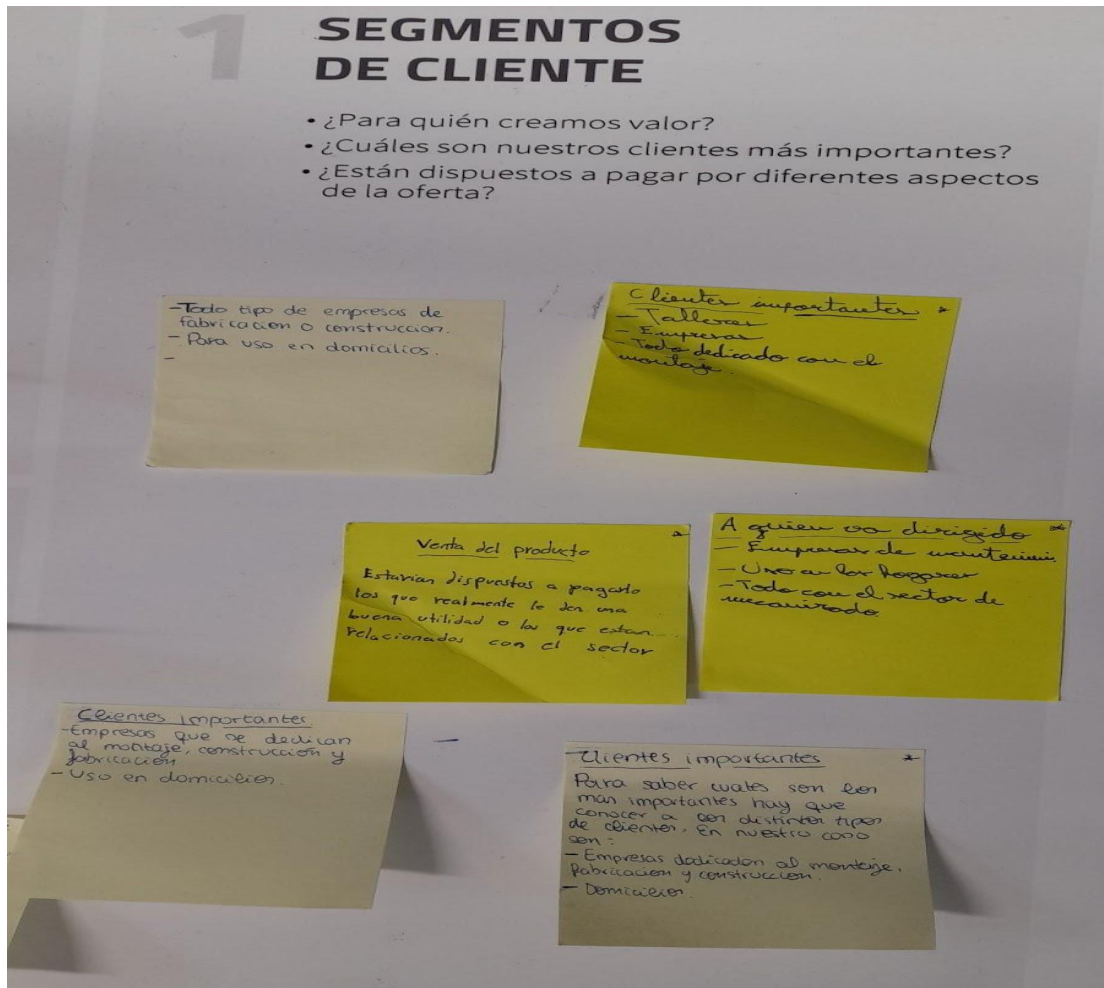 1
SEGMENTOS
DE CLIENTE
• ¿Para quién creamos valor?
• ¿Cuáles son nuestros clientes más importantes?
• ¿Están dispuestos a pagar por diferentes aspectos
de la oferta?
-Todo tipo de empresas de
fabricacion o construccion.
- Para uso en domicilios.
-
Clientes importantes *
- Talleres
- Empresas
- Todo dedicado con el
montaje.
Venta del producto *
Estarian dispuestas a pagarlo
los que realmente le den una
buena utilidad o los que estan
relacionados con el sector
A quien va dirigido *
- Empresas de mantenimi.
- Uso en los hogares
- Todo con el sector de
mecanizado.
Clientes importantes.
-Empresas que se dedican
al montaje, construcción y
fabricación
- Uso en domicilios.
Clientes importantes *
Para saber cuales son los
mas importantes hay que
conocer a los distintos tipos
de clientes. En nuestro caso
son:
- Empresas dedicadas al montaje,
fabricacion y construccion.
- Domicilios.